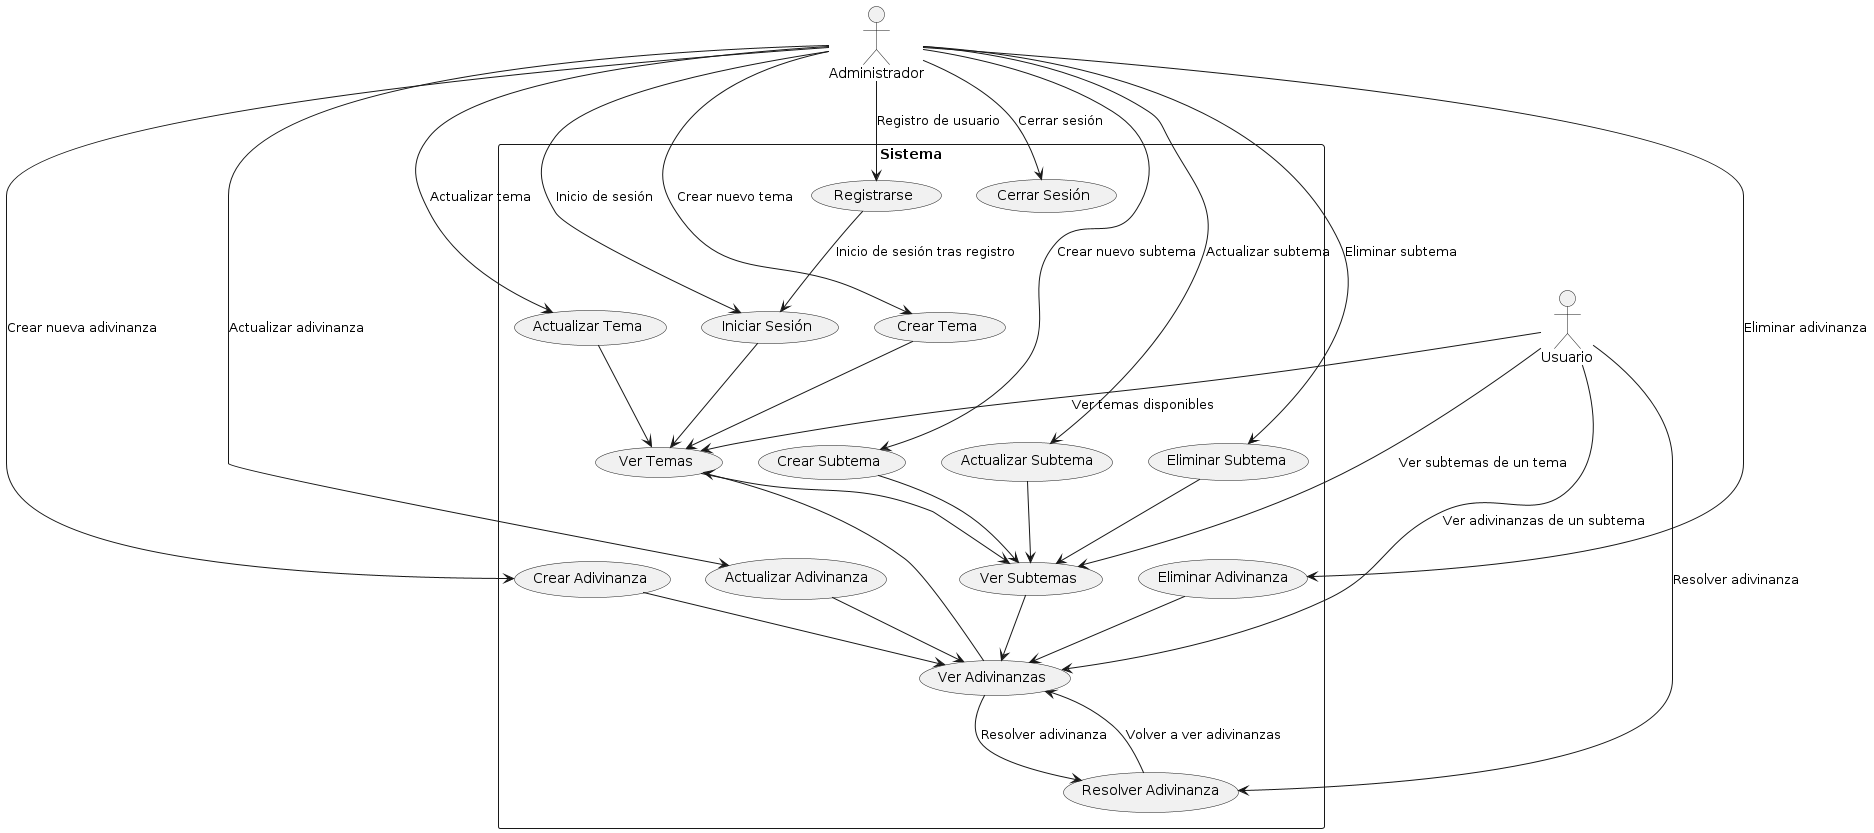 Administrador
Registro de usuario
Cerrar sesión
Sistema
Actualizar tema
Inicio de sesión
Crear nuevo tema
Registrarse
Cerrar Sesión
Inicio de sesión tras registro
Crear nuevo subtema
Actualizar subtema
Eliminar subtema
Crear nueva adivinanza
Actualizar adivinanza
Actualizar Tema
Iniciar Sesión
Crear Tema
Usuario
Eliminar adivinanza
Ver temas disponibles
Ver Temas
Crear Subtema
Actualizar Subtema
Eliminar Subtema
Ver subtemas de un tema
Ver adivinanzas de un subtema
Crear Adivinanza
Actualizar Adivinanza
Ver Subtemas
Eliminar Adivinanza
Resolver adivinanza
Ver Adivinanzas
Resolver adivinanza
Volver a ver adivinanzas
Resolver Adivinanza